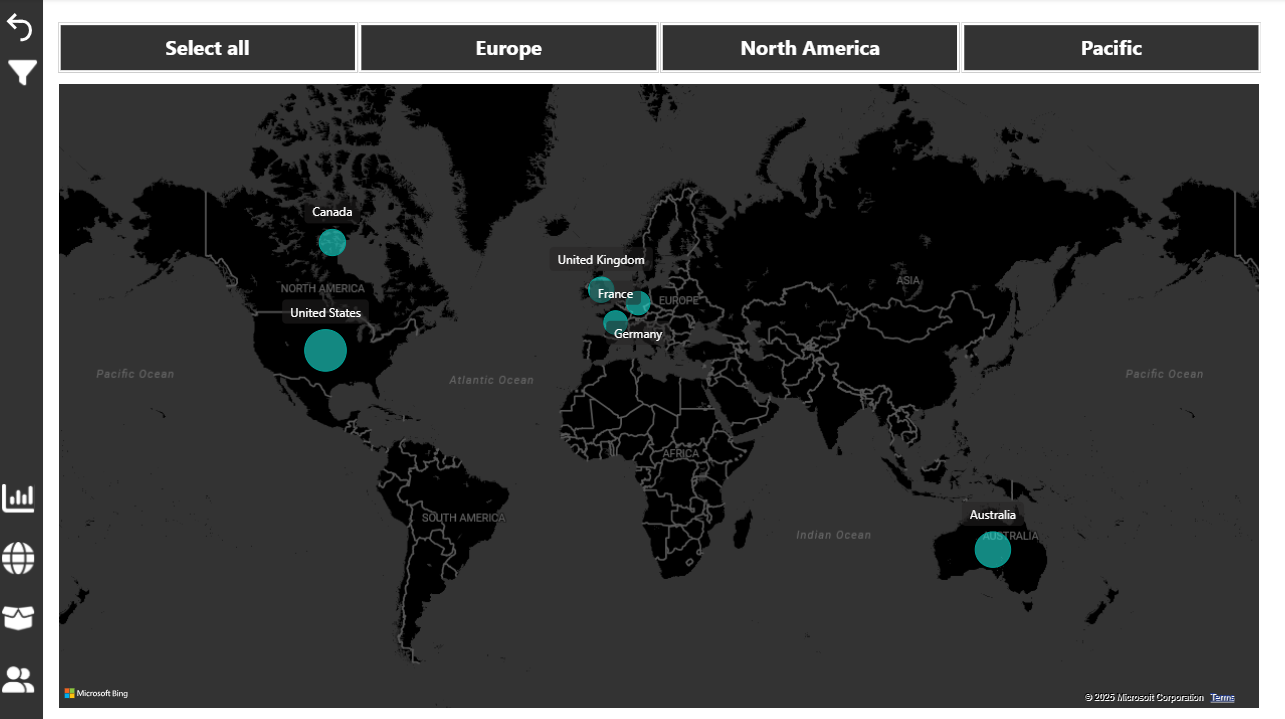 Select all
Europe
North America
Pacific
Canada
United Kingdom
NORTH AMERICA
France
EUROPE
ASIA
United States
Germany
Pacific Ocean
Atlantic Ocean
Pacific Ocean
AFRICA
SOUTH AMERICA
Australia
Indian Ocean
AUSTRALIA
Microsoft Bing
© 2025 Microsoft Corporation Terms